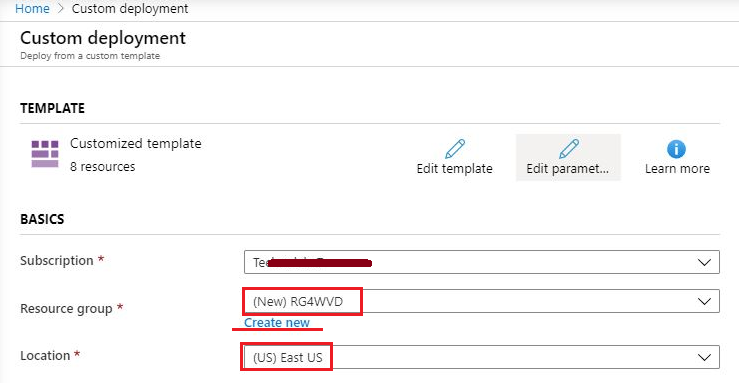 Home > Custom deployment
Custom deployment
Deploy from a custom template
TEMPLATE
Customized template
8 resources
Edit template
Edit paramet...
Learn more
BASICS
Subscription *
Resource group *
(New) RG4WVD
Create new
Location *
(US) East US